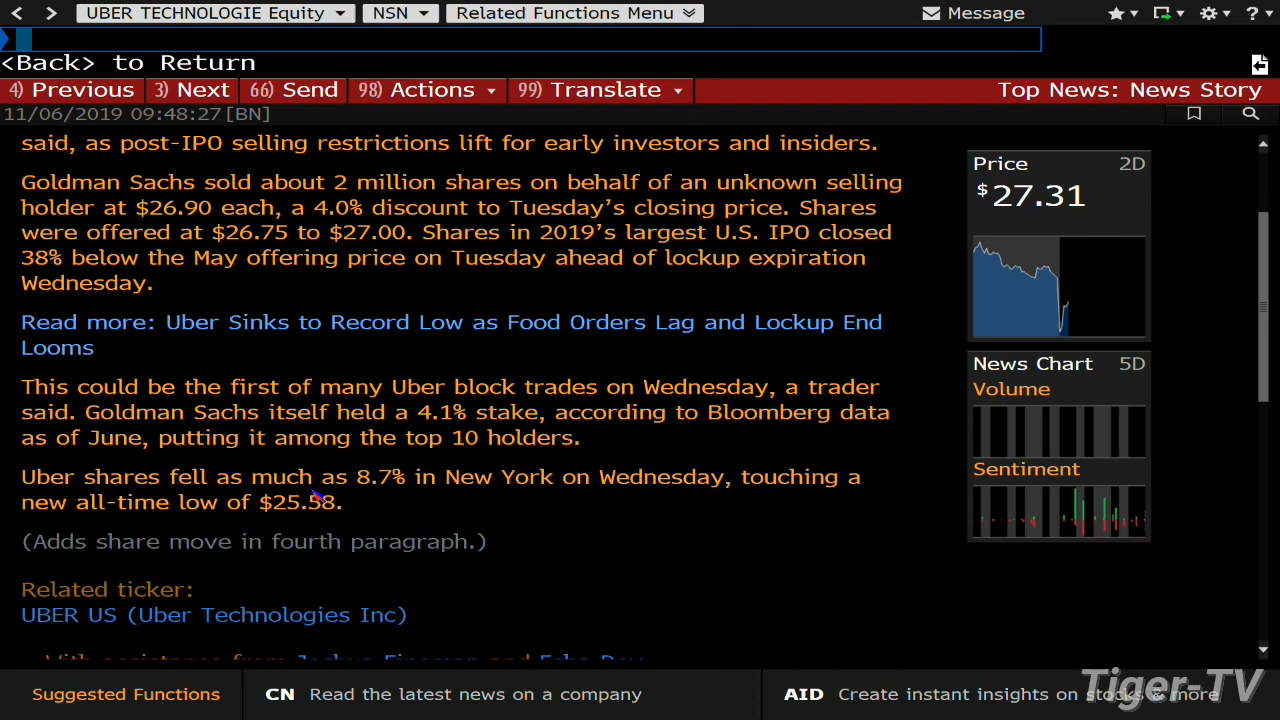 UBER TECHNOLOGIE Equity NSN Related Functions Menu Message ?
<Back> to Return
4) Previous 3) Next 66) Send 98) Actions 99) Translate Top News: News Story
11/06/2019 09:48:27[BN]
said, as post-IPO selling restrictions lift for early investors and insiders.
Goldman Sachs sold about 2 million shares on behalf of an unknown selling
holder at $26.90 each, a 4.0% discount to Tuesday's closing price. Shares
were offered at $26.75 to $27.00. Shares in 2019's largest U.S. IPO closed
38% below the May offering price on Tuesday ahead of lockup expiration
Wednesday.
Read more: Uber Sinks to Record Low as Food Orders Lag and Lockup End
Looms
This could be the first of many Uber block trades on Wednesday, a trader
said. Goldman Sachs itself held a 4.1% stake, according to Bloomberg data
as of June, putting it among the top 10 holders.
Uber shares fell as much as 8.7% in New York on Wednesday, touching a
new all-time low of $25.58.
(Adds share move in fourth paragraph.)
Related ticker:
UBER US (Uber Technologies Inc)
Price 2D
$27.31
News Chart 5D
Volume
Sentiment
Suggested Functions CN Read the latest news on a company AID Create instant insights on stocks & more
Tiger-TV